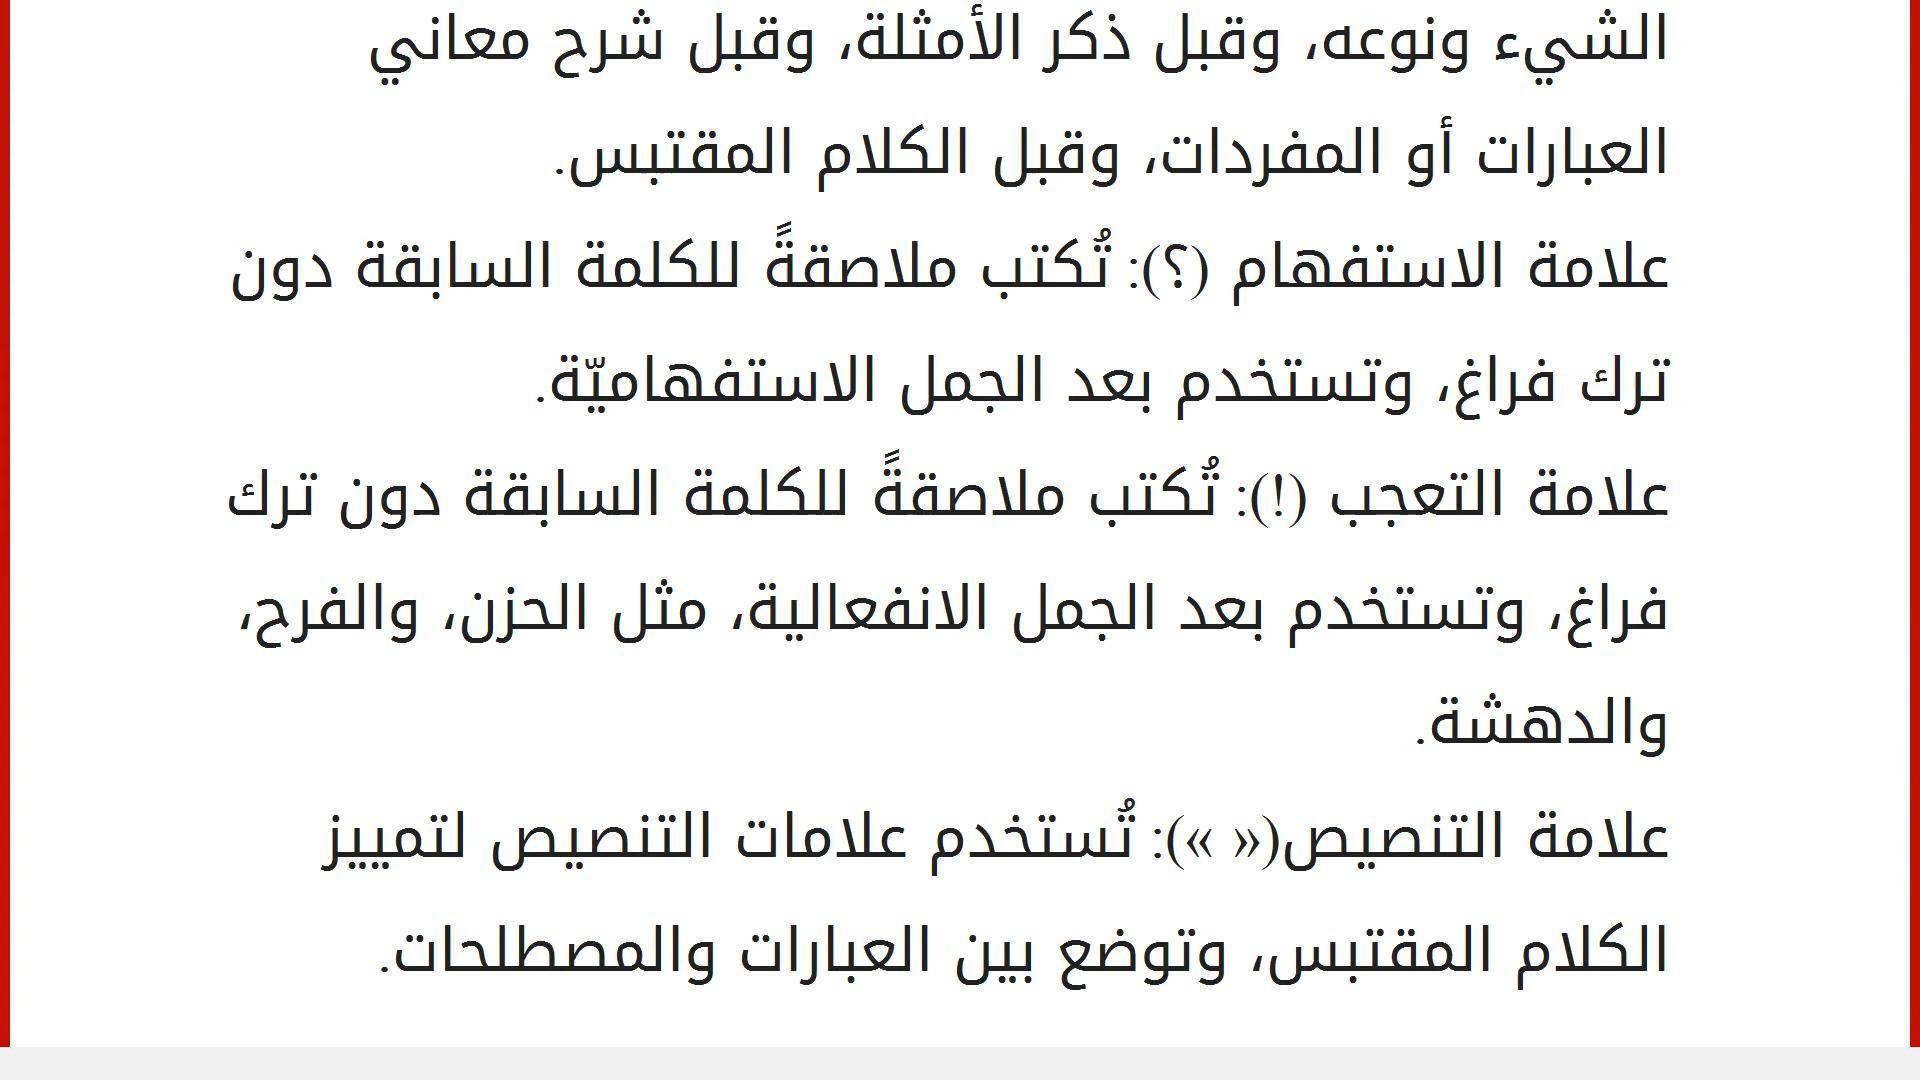 الشيء ونوعه، وقبل ذكر الأمثلة، وقبل شرح معاني
العبارات أو المفردات، وقبل الكلام المقتبس.
علامة الاستفهام (؟): تُكتب ملاصقةً للكلمة السابقة دون
ترك فراغ، وتستخدم بعد الجمل الاستفهاميّة.
علامة التعجب (!): تُكتب ملاصقةً للكلمة السابقة دون ترك
فراغ، وتستخدم بعد الجمل الانفعالية، مثل الحزن، والفرح،
والدهشة.
علامة التنصيص(« »): تُستخدم علامات التنصيص لتمييز
الكلام المقتبس، وتوضع بين العبارات والمصطلحات.